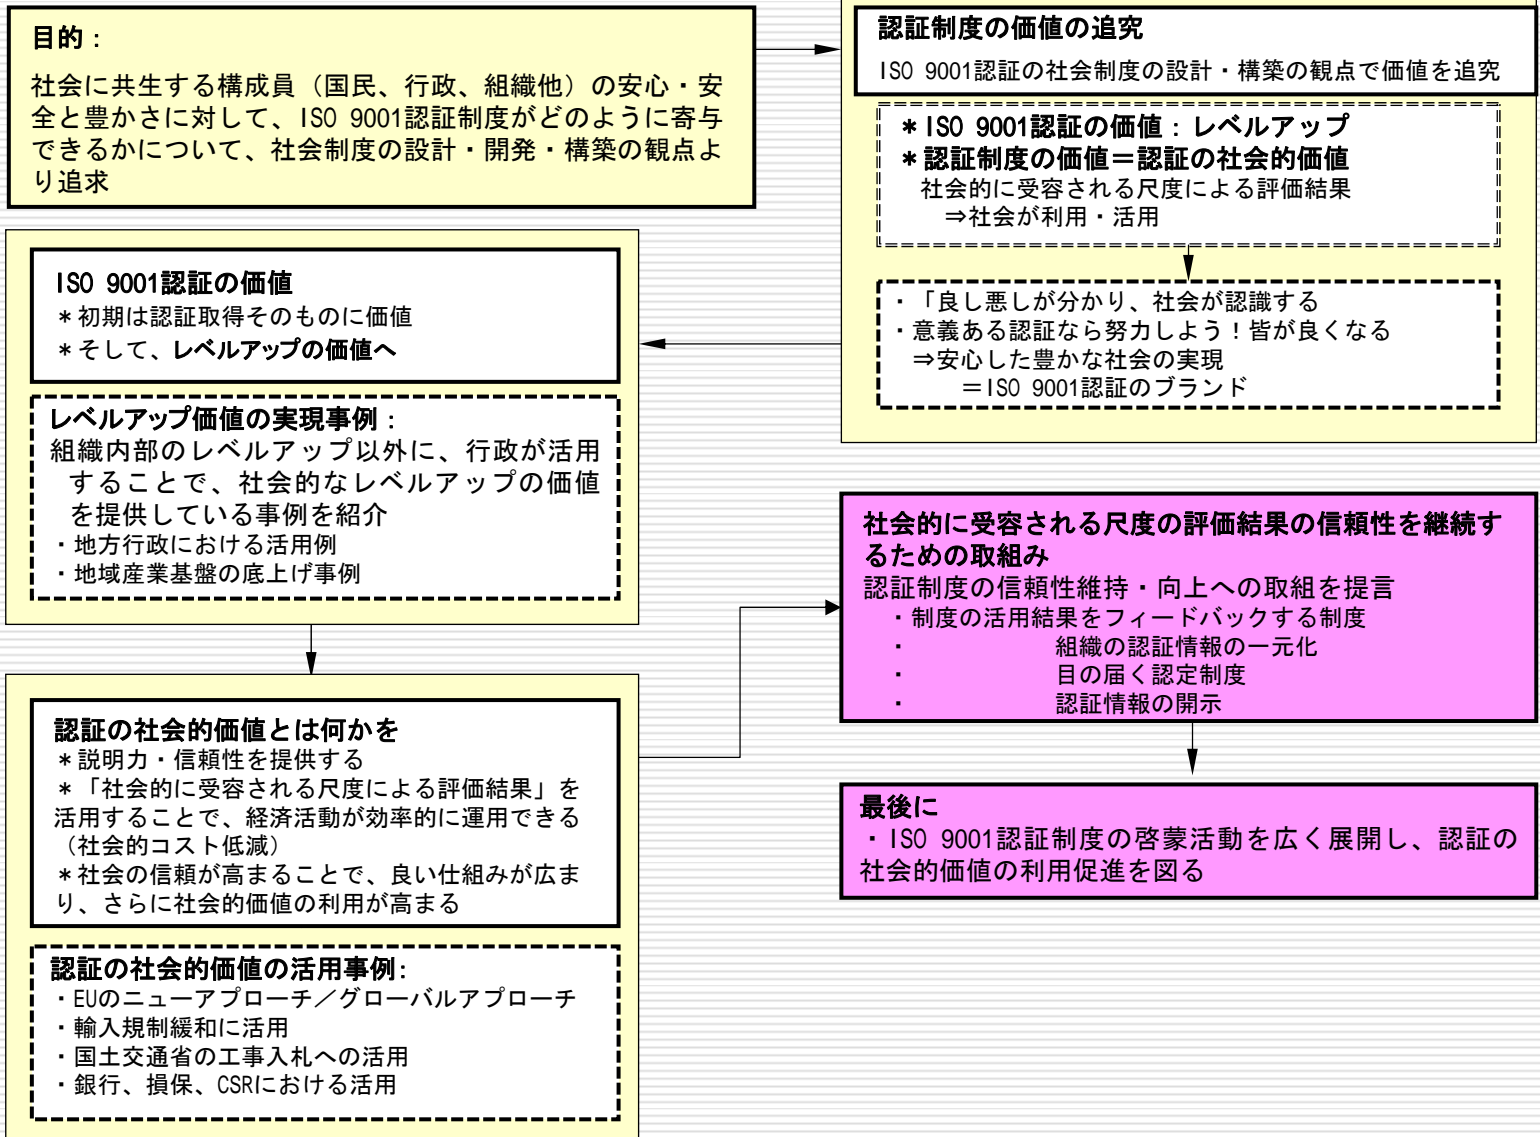 目的：
社会に共生する構成員（国民、行政、組織他）の安心・安
全と豊かさに対して、ISO 9001認証制度がどのように寄与
できるかについて、社会制度の設計・開発・構築の観点よ
り追求
認証制度の価値の追究
ISO 9001認証の社会制度の設計・構築の観点で価値を追究
＊ISO 9001認証の価値：レベルアップ
＊認証制度の価値＝認証の社会的価値
社会的に受容される尺度による評価結果
⇒社会が利用・活用
・「良し悪しが分かり、社会が認識する
・意義ある認証なら努力しよう！皆が良くなる
⇒安心した豊かな社会の実現
＝ISO 9001認証のブランド
ISO 9001認証の価値
＊初期は認証取得そのものに価値
＊そして、レベルアップの価値へ
レベルアップ価値の実現事例：
組織内部のレベルアップ以外に、行政が活用
することで、社会的なレベルアップの価値
を提供している事例を紹介
・地方行政における活用例
・地域産業基盤の底上げ事例
認証の社会的価値とは何かを
＊説明力・信頼性を提供する
＊「社会的に受容される尺度による評価結果」を
活用することで、経済活動が効率的に運用できる
（社会的コスト低減）
＊社会の信頼が高まることで、良い仕組みが広ま
り、さらに社会的価値の利用が高まる
認証の社会的価値の活用事例:
・EUのニューアプローチ／グローバルアプローチ
・輸入規制緩和に活用
・国土交通省の工事入札への活用
・銀行、損保、CSRにおける活用
社会的に受容される尺度の評価結果の信頼性を継続す
るための取組み
認証制度の信頼性維持・向上への取組を提言
・制度の活用結果をフィードバックする制度
・　組織の認証情報の一元化
・　目の届く認定制度
・　認証情報の開示
最後に
・ISO 9001認証制度の啓蒙活動を広く展開し、認証の
社会的価値の利用促進を図る